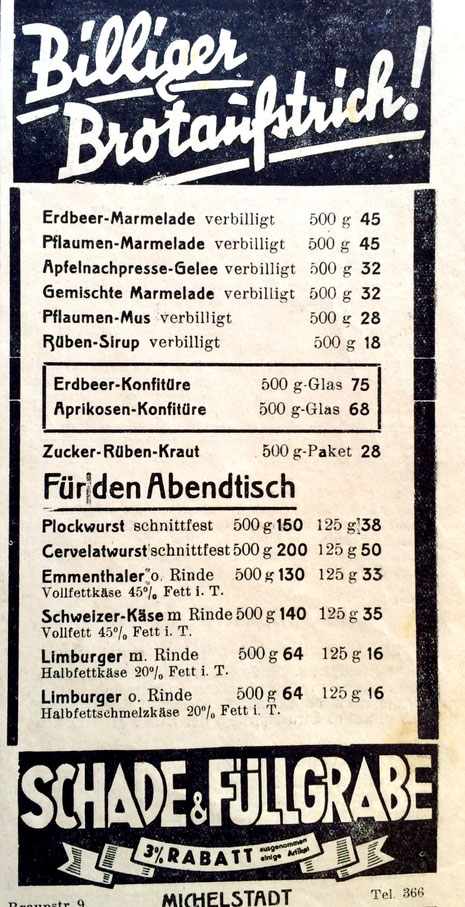 Billiger
Brotaufstrich!
Erdbeer-Marmelade verbilligt 500 g 45
Pflaumen-Marmelade verbilligt 500 g 45
Apfelnachpresse-Gelee verbilligt 500 g 32
Gemischte Marmelade verbilligt 500 g 32
Pflaumen-Mus verbilligt 500 g 28
Rüben-Sirup verbilligt 500 g 18
Erdbeer-Konfitüre 500 g-Glas 75
Aprikosen-Konfitüre 500 g-Glas 68
Zucker-Rüben-Kraut 500 g-Paket 28
Für den Abendtisch
Plockwurst schnittfest 500 g 150 125 g 38
Cervelatwurst schnittfest 500 g 200 125 g 50
Emmenthaler o. Rinde 500 g 130 125 g 33
Vollfettkäse 45% Fett i. T.
Schweizer-Käse m Rinde 500 g 140 125 g 35
Vollfett 45% Fett i. T.
Limburger m. Rinde 500 g 64 125 g 16
Halbfettkäse 20% Fett i. T.
Limburger o. Rinde 500 g 64 125 g 16
Halbfettschmelzkäse 20% Fett i. T.
SCHADE & FÜLLGRABE
3% RABATT ausgenommen
einige Artikel
Braunstr. 9 MICHELSTADT Tel. 366